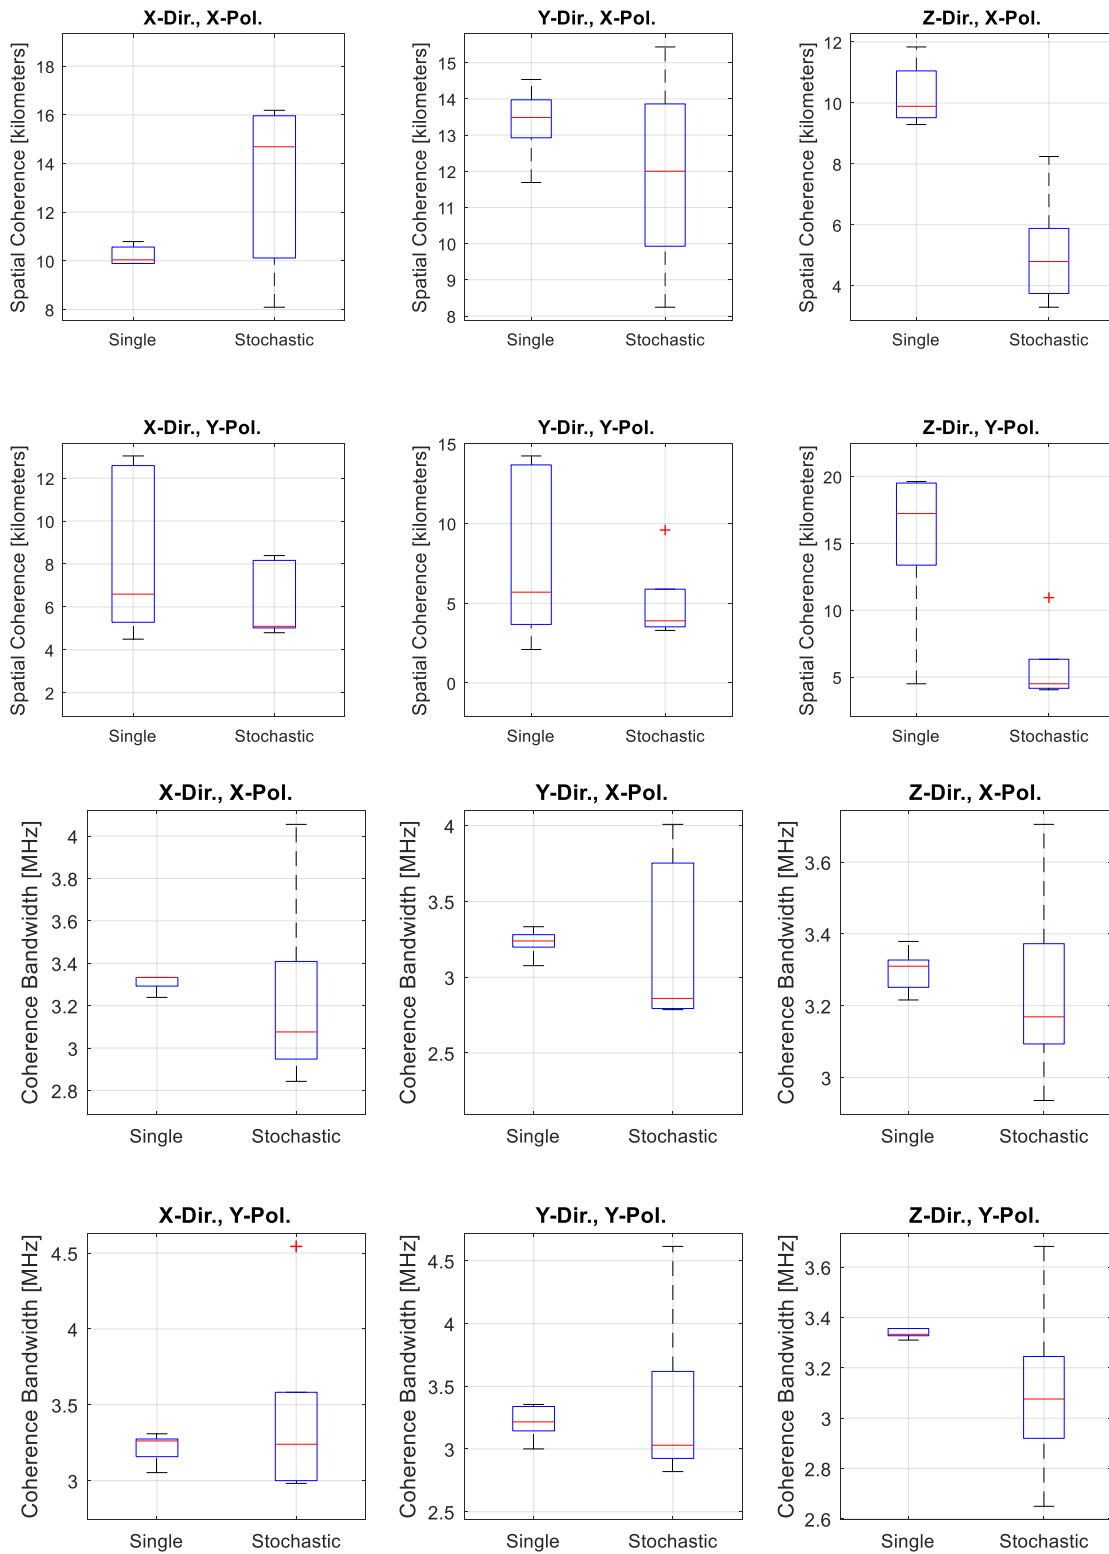 X-Dir., X-Pol.
Spatial Coherence [kilometers]
18
16
14
12
10
8
Single Stochastic
Y-Dir, X-Pol.
Spatial Coherence [kilometers]
15
14
13
12
11
10
9
8
Single Stochastic
Z-Dir, X-Pol.
Spatial Coherence [kilometers]
12
10
8
6
4
Single Stochastic
X-Dir., Y-Pol.
Spatial Coherence [kilometers]
12
10
8
6
4
2
Single Stochastic
Y-Dir, Y-Pol.
Spatial Coherence [kilometers]
15
10
5
0
Single Stochastic
Z-Dir, Y-Pol.
Spatial Coherence [kilometers]
20
15
10
5
Single Stochastic
X-Dir., X-Pol.
Coherence Bandwidth [MHz]
4
3.8
3.6
3.4
3.2
3
2.8
Single Stochastic
Y-Dir, X-Pol.
Coherence Bandwidth [MHz]
4
3.5
3
2.5
Single Stochastic
Z-Dir, X-Pol.
Coherence Bandwidth [MHz]
3.6
3.4
3.2
3
Single Stochastic
X-Dir., Y-Pol.
Coherence Bandwidth [MHz]
4.5
4
3.5
3
Single Stochastic
Y-Dir, Y-Pol.
Coherence Bandwidth [MHz]
4.5
4
3.5
3
2.5
Single Stochastic
Z-Dir, Y-Pol.
Coherence Bandwidth [MHz]
3.6
3.4
3.2
3
2.8
2.6
Single Stochastic